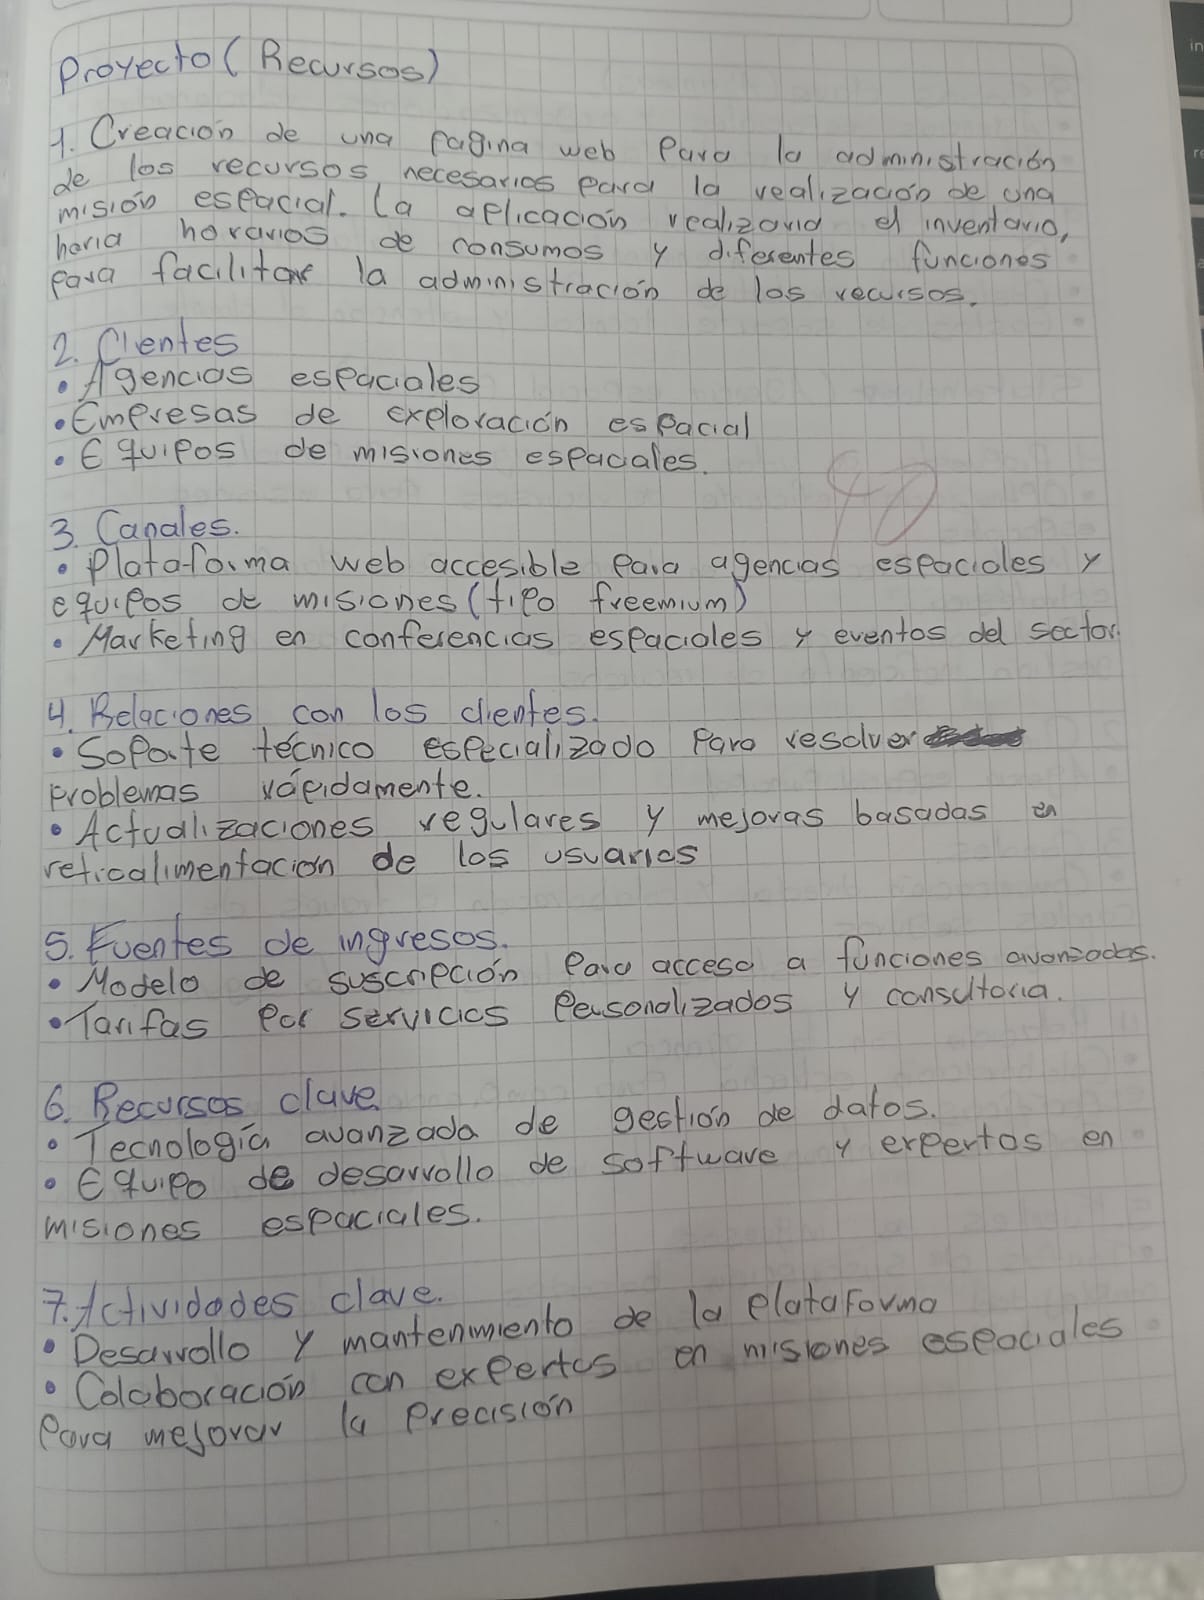 Proyecto (Recursos)
1. Creación de una pagina web para la administración
de los recursos necesarios para la realización de una
misión espacial. La aplicación realizaria el inventario,
haria horarios de consumos y diferentes funciones
para facilitar la administración de los recursos.
2. Clientes
• Agencias espaciales
• Empresas de exploración espacial
• Equipos de misiones espaciales.
3. Canales.
• Plataforma web accesible para agencias espaciales y
equipos de misiones (tipo freemium)
• Marketing en conferencias espaciales y eventos del sector.
4. Relaciones con los clientes.
• Soporte técnico especializado para resolver
problemas rápidamente.
• Actualizaciones regulares y mejoras basadas en
retroalimentacion de los usuarios
5. Fuentes de ingresos.
• Modelo de suscripción para acceso a funciones avanzadas.
• Tarifas por servicios personalizados y consultoria.
6. Recursos clave.
• Tecnología avanzada de gestión de datos.
• Equipo de desarrollo de software y expertos en
misiones espaciales.
7. Actividades clave.
• Desarrollo y mantenimiento de la plataforma
• Colaboración con expertos en misiones espaciales
para mejorar la precisión